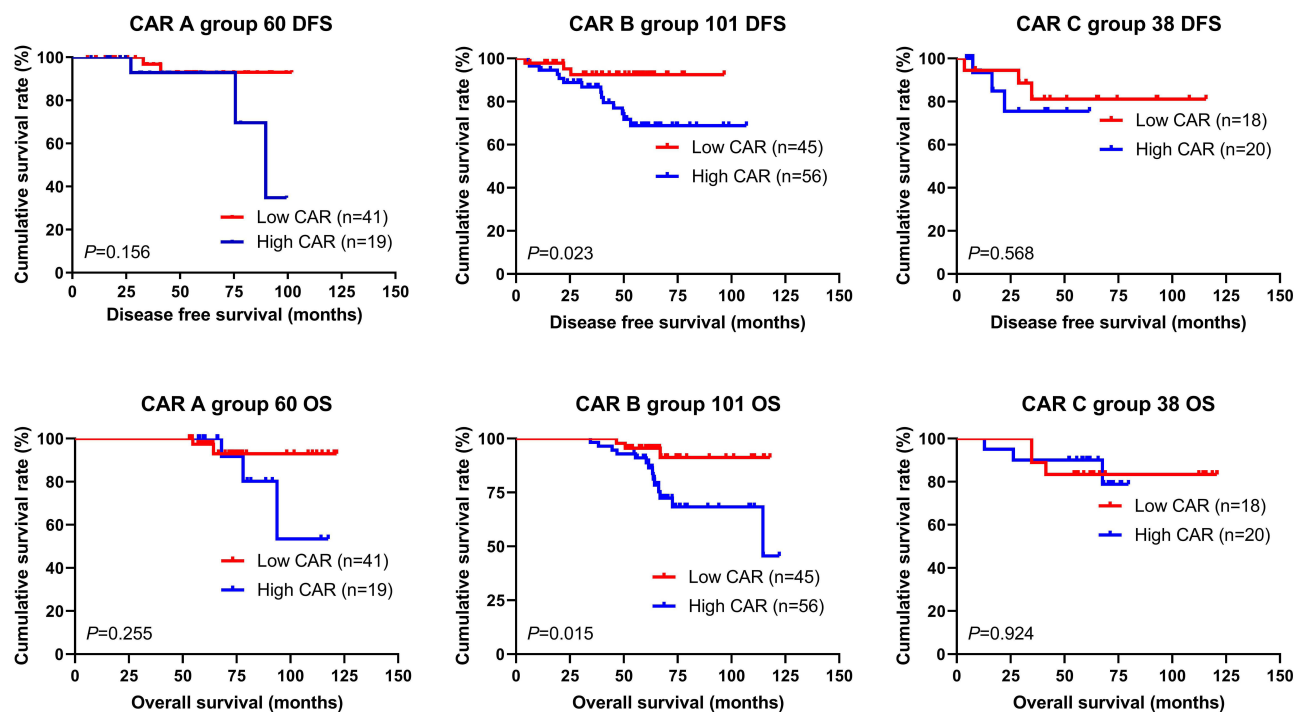 CAR A group 60 DFS
Cumulative survival rate (%)
100
80
60
40
20
0
0 25 50 75 100 125 150
Disease free survival (months)
Low CAR (n=41)
High CAR (n=19)
P=0.156
CAR B group 101 DFS
Cumulative survival rate (%)
100
80
60
40
20
0
0 25 50 75 100 125 150
Disease free survival (months)
Low CAR (n=45)
High CAR (n=56)
P=0.023
CAR C group 38 DFS
Cumulative survival rate (%)
100
80
60
40
20
0
0 25 50 75 100 125 150
Disease free survival (months)
Low CAR (n=18)
High CAR (n=20)
P=0.568
CAR A group 60 OS
Cumulative survival rate (%)
100
80
60
40
20
0
0 25 50 75 100 125 150
Overall survival (months)
Low CAR (n=41)
High CAR (n=19)
P=0.255
CAR B group 101 OS
Cumulative survival rate (%)
100
75
50
25
0
0 25 50 75 100 125 150
Overall survival (months)
Low CAR (n=45)
High CAR (n=56)
P=0.015
CAR C group 38 OS
Cumulative survival rate (%)
100
80
60
40
20
0
0 25 50 75 100 125 150
Overall survival (months)
Low CAR (n=18)
High CAR (n=20)
P=0.924